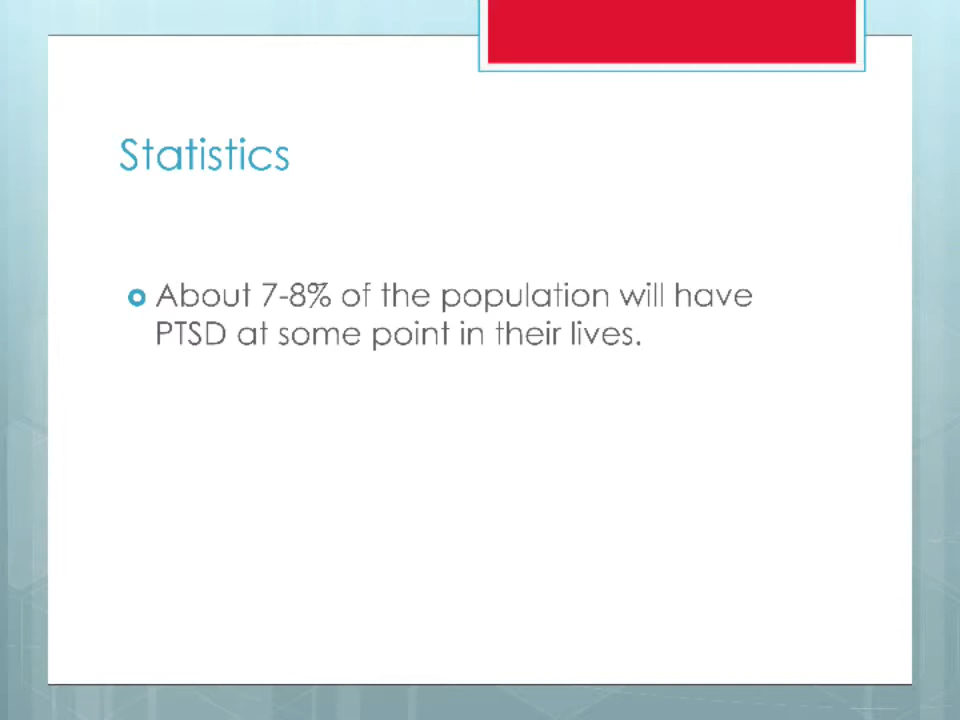 Statistics
About 7-8% of the population will have
PTSD at some point in their lives.